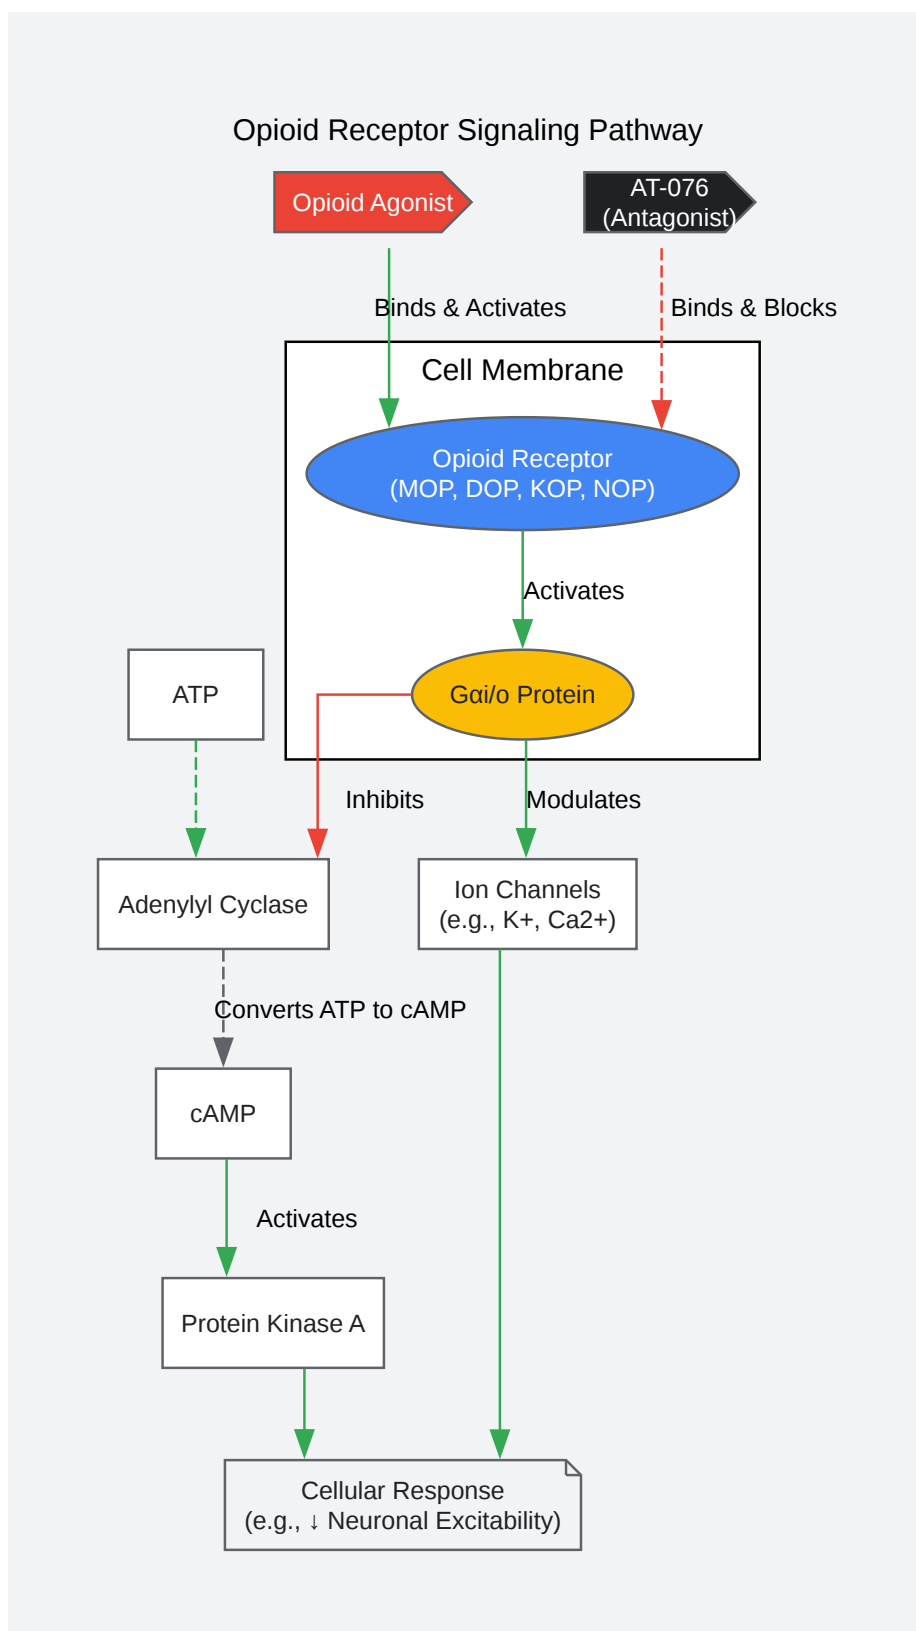 Opioid Receptor Signaling Pathway
Opioid Agonist
AT-076
(Antagonist)
Binds & Activates
Binds & Blocks
Cell Membrane
Opioid Receptor
(MOP, DOP, KOP, NOP)
Activates
ATP
Gαi/o Protein
Inhibits
Modulates
Adenylyl Cyclase
Ion Channels
(e.g., K+, Ca2+)
Converts ATP to cAMP
cAMP
Activates
Protein Kinase A
Cellular Response
(e.g., ↓ Neuronal Excitability)